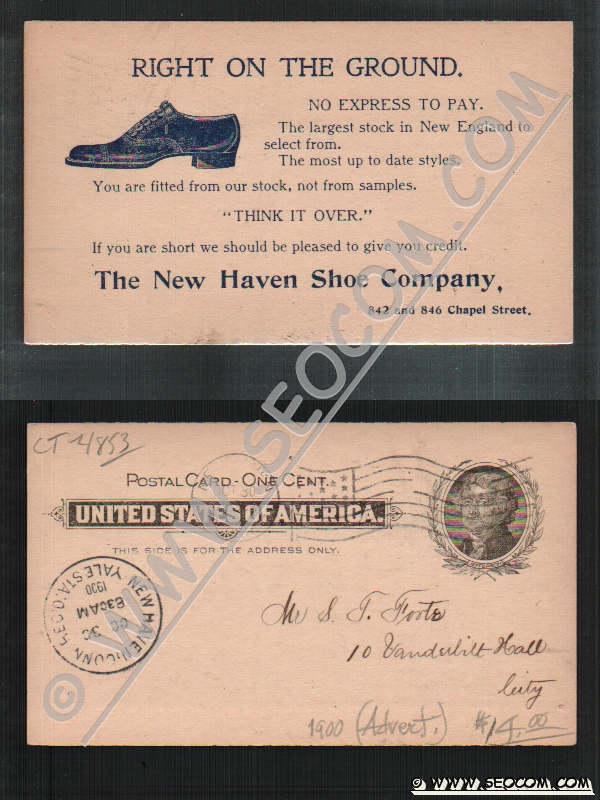 RIGHT ON THE GROUND.
NO EXPRESS TO PAY.
The largest stock in New England to
select from.
The most up to date styles.
You are fitted from our stock, not from samples.
"THINK IT OVER."
If you are short we should be pleased to give you credit.
The New Haven Shoe Company,
842 and 846 Chapel Street.
© WWW.SEOCOM.COM
CT 4853
POSTAL CARD.-ONE CENT.
UNITED STATES OF AMERICA.
THIS SIDE IS FOR THE ADDRESS ONLY.
NEW HAVEN, CONN. REC'D.
YALE STA.
1900
830AM
30
Mr S. T. Foote
10 Vanderbilt Hall
City
1900 (Advert.) $14.00
© WWW.SEOCOM.COM